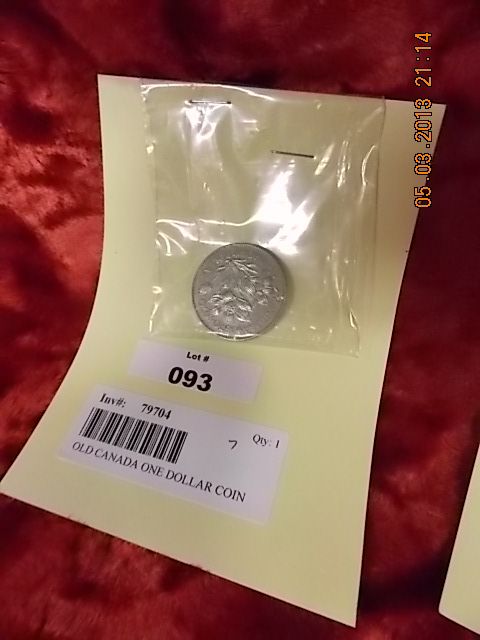 05.03.2013 21:14
Lot #
093
Inv#: 79704
7 Qty: 1
OLD CANADA ONE DOLLAR COIN